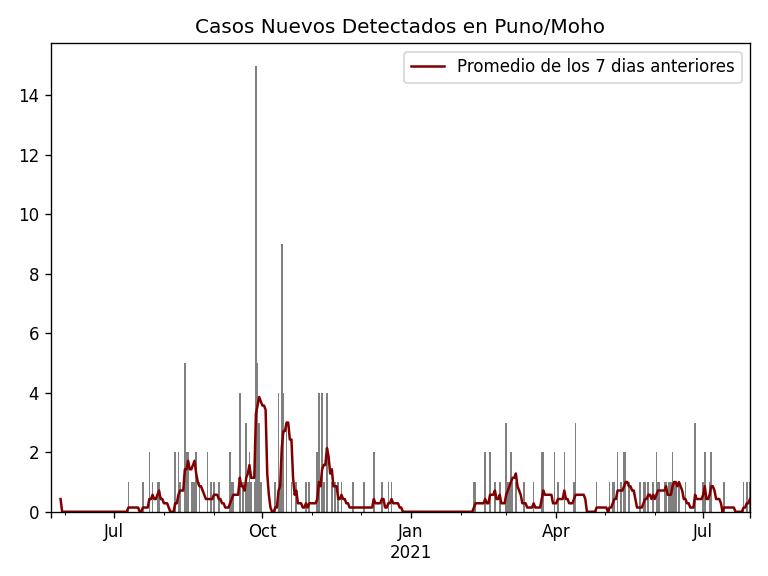 Casos Nuevos Detectados en Puno/Moho
Promedio de los 7 dias anteriores
14
12
10
8
6
4
2
0
Jul
Oct
Jan
Apr
Jul
2021